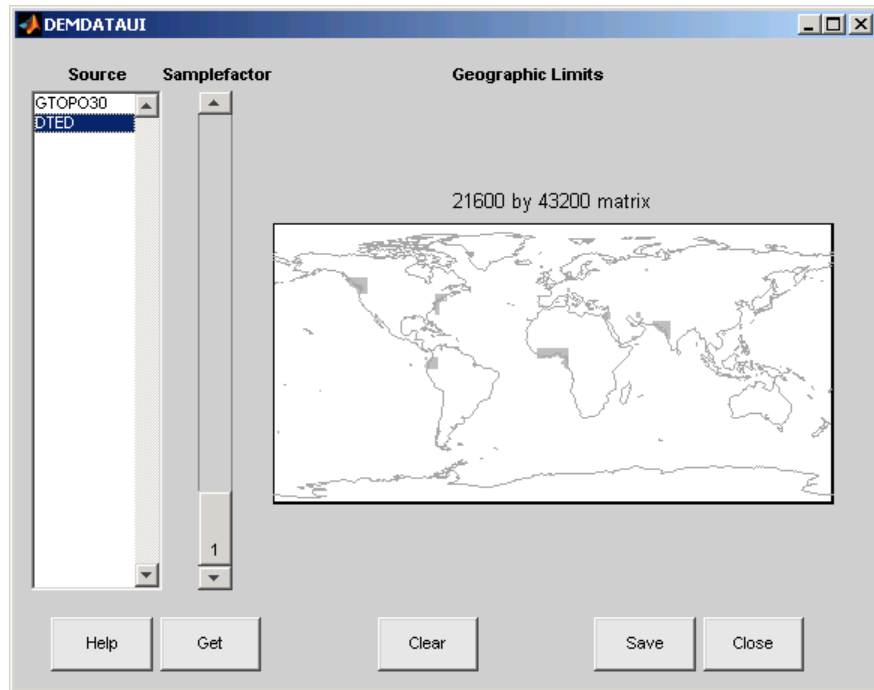 DEMDATAUI
Source
Samplefactor
Geographic Limits
GTOPO30
DTED
21600 by 43200 matrix
1
Help
Get
Clear
Save
Close